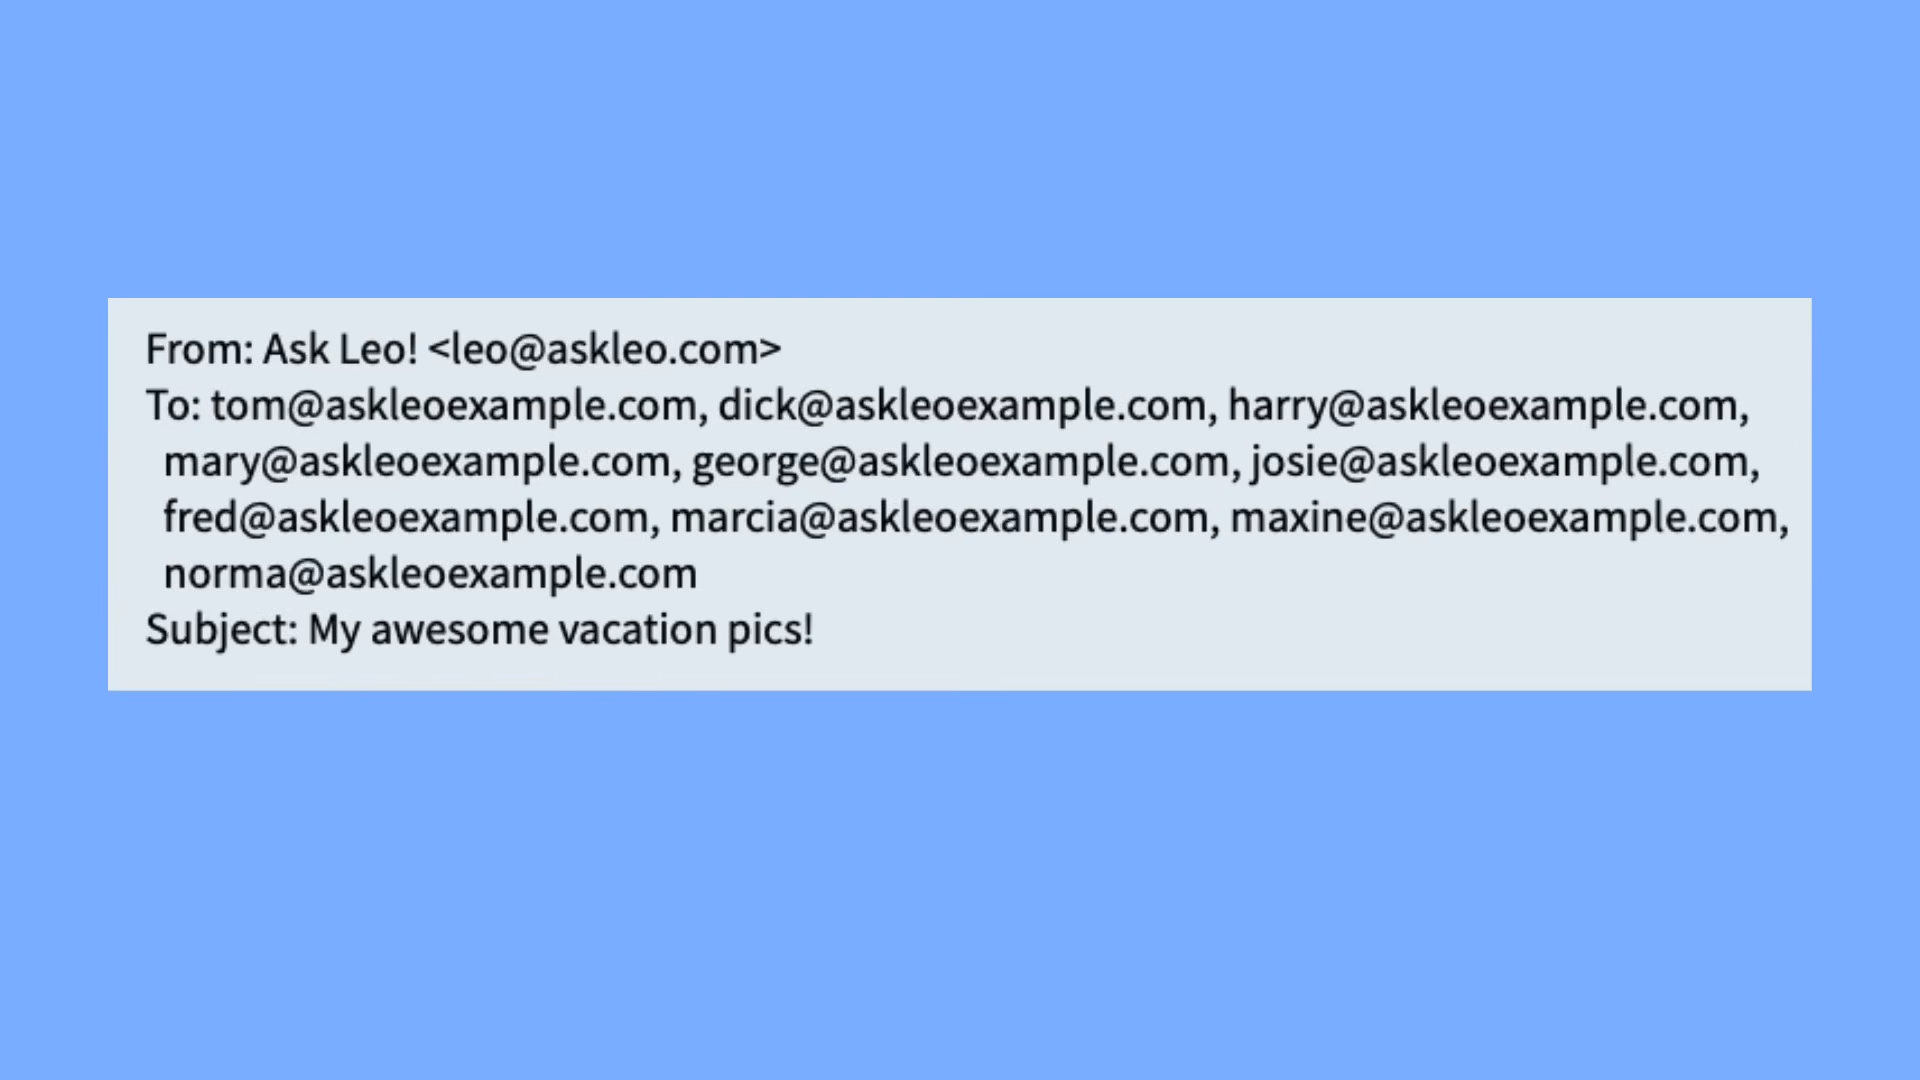 From: Ask Leo! <leo@askleo.com>
To: tom@askleoexample.com, dick@askleoexample.com, harry@askleoexample.com,
mary@askleoexample.com, george@askleoexample.com, josie@askleoexample.com,
fred@askleoexample.com, marcia@askleoexample.com, maxine@askleoexample.com,
norma@askleoexample.com
Subject: My awesome vacation pics!